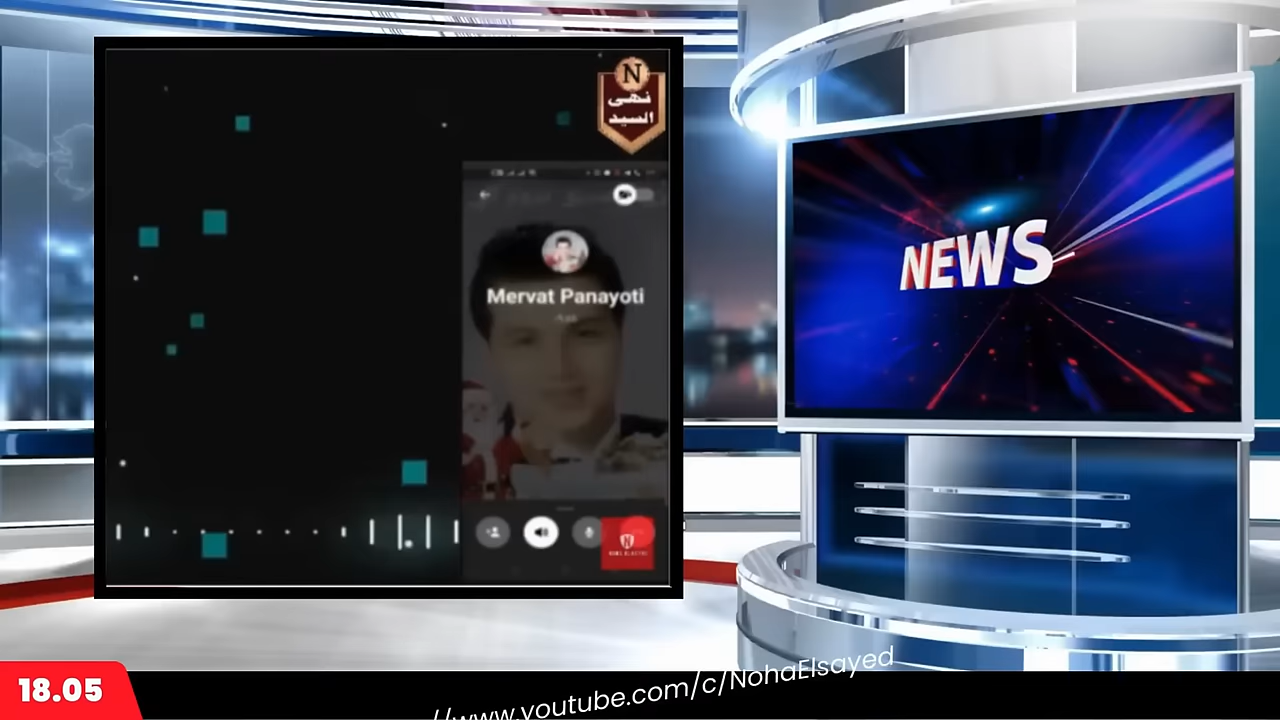 N
نهى
السيد
Mervat Panayoti
NEWS
18.05
//www.youtube.com/c/NohaElsayed